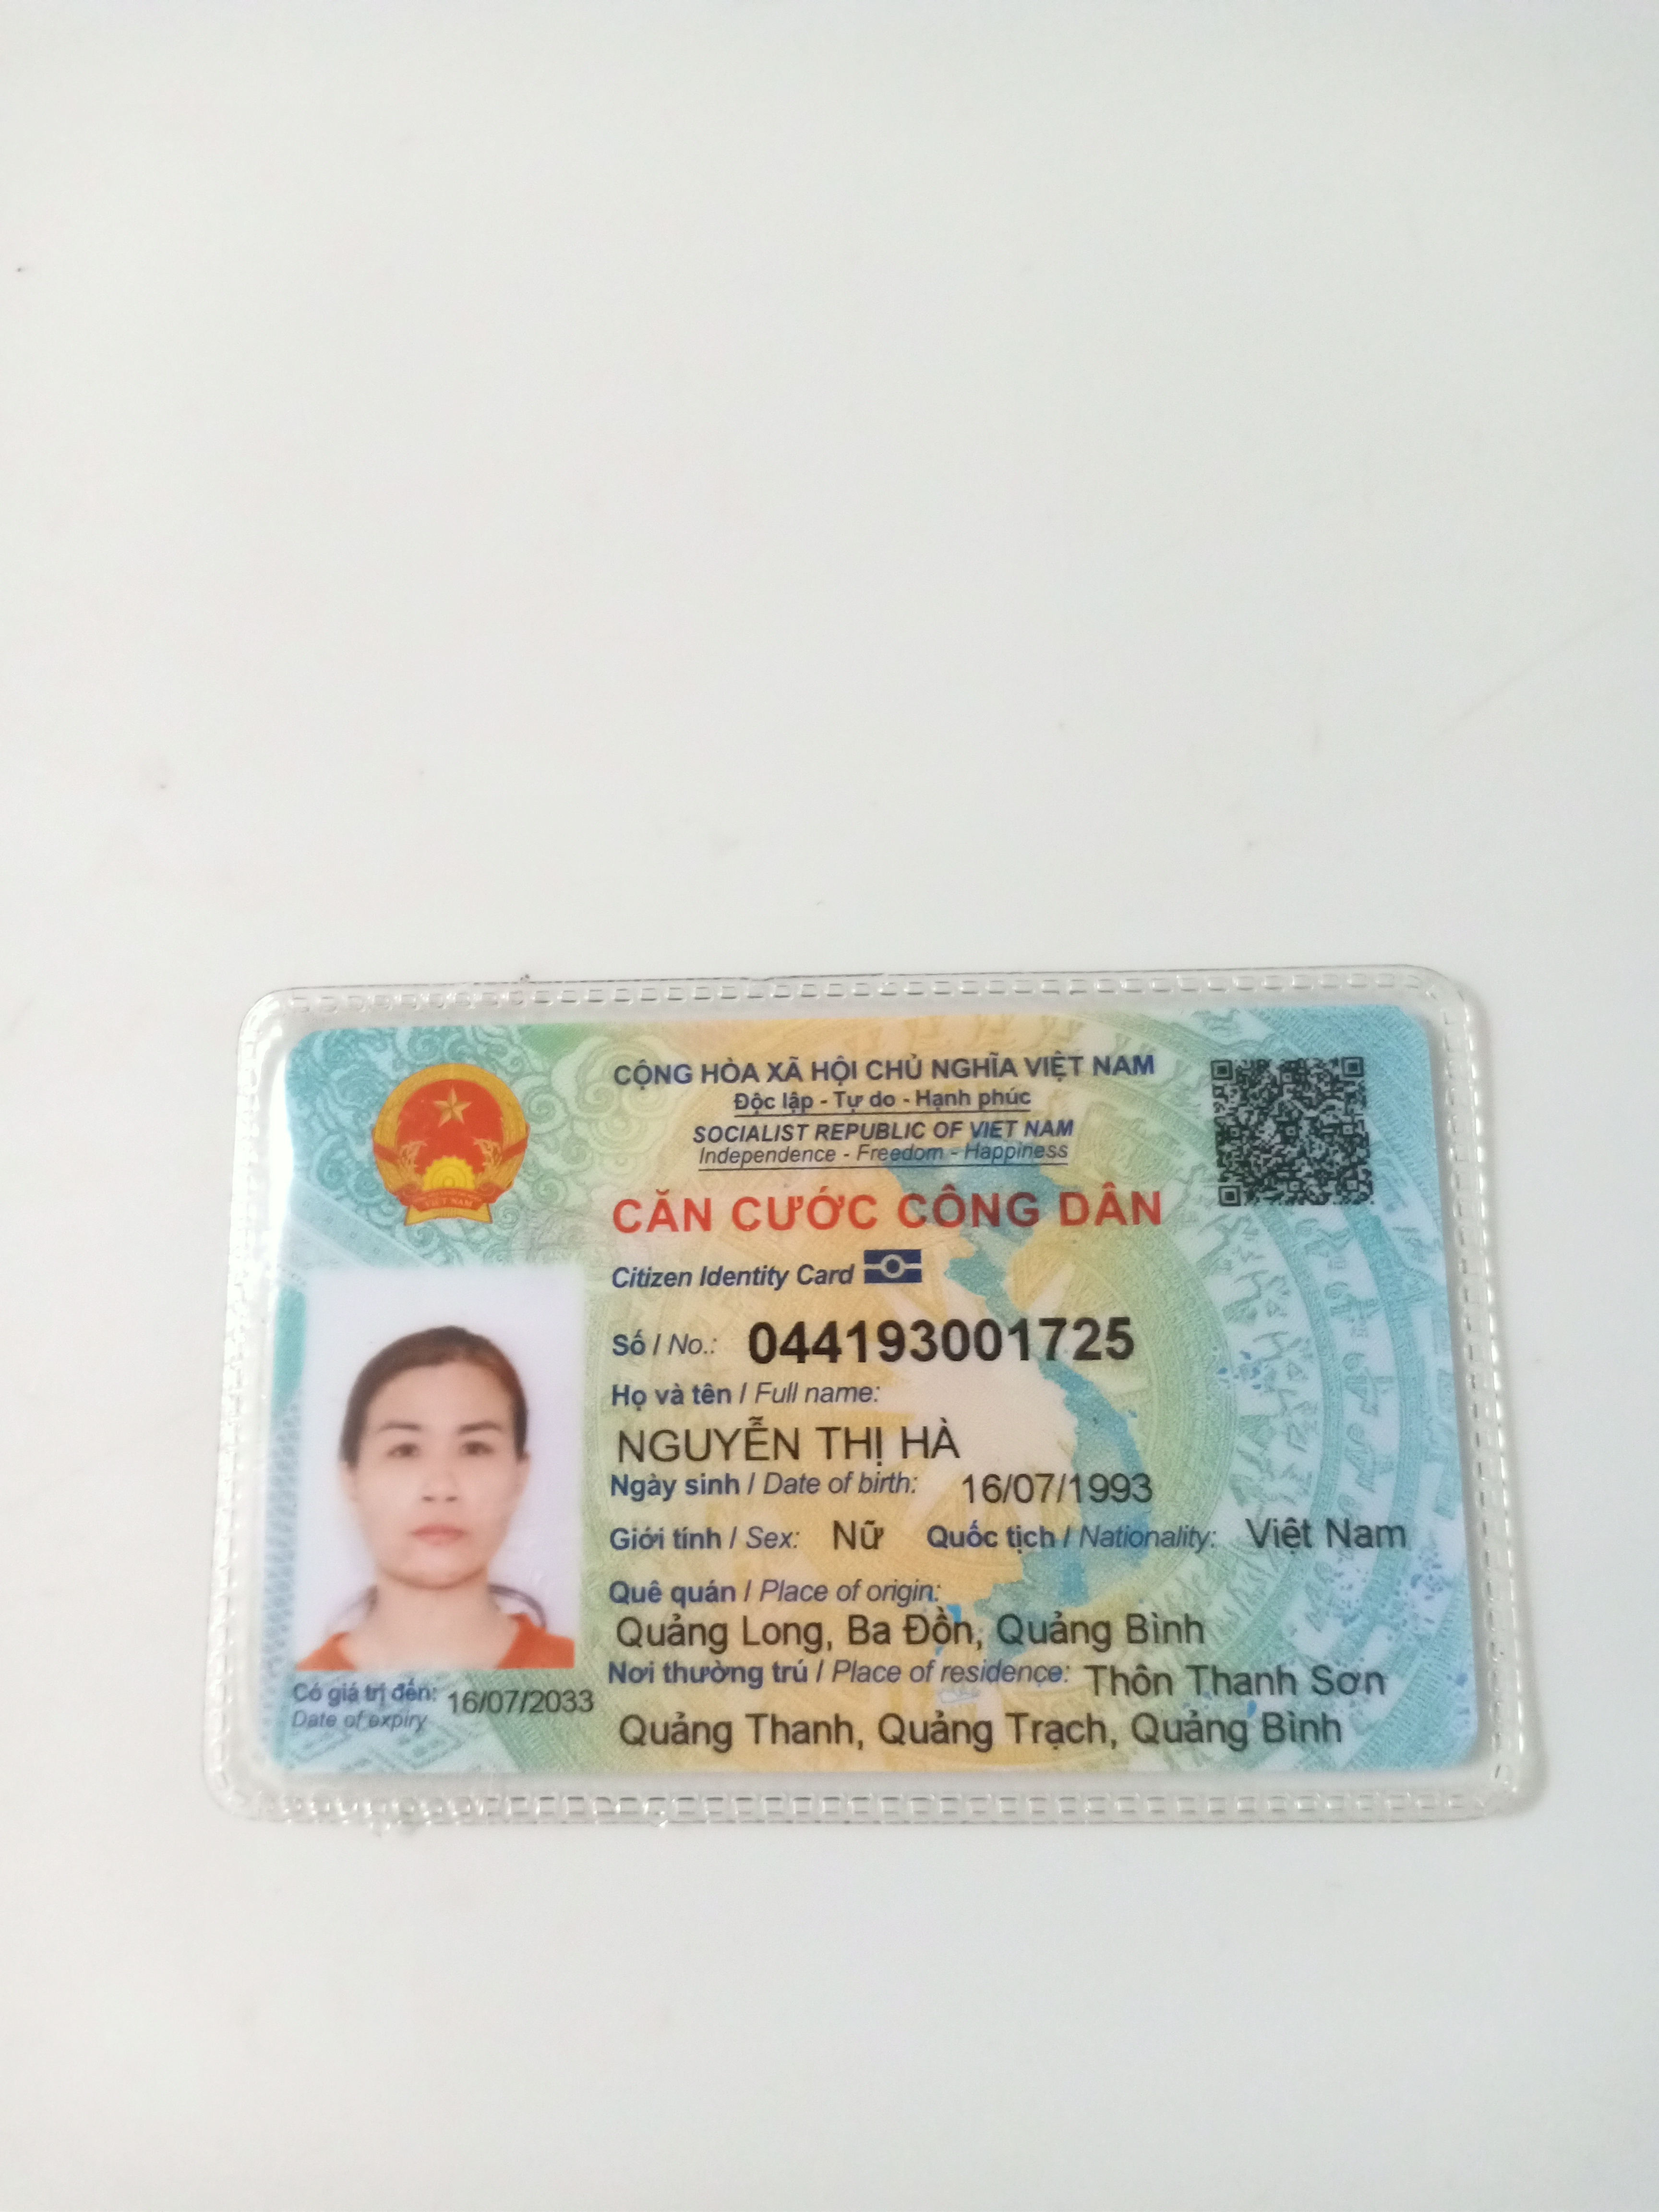 CỘNG HÒA XÃ HỘI CHỦ NGHĨA VIỆT NAM
Độc lập - Tự do - Hạnh phúc
SOCIALIST REPUBLIC OF VIET NAM
Independence - Freedom - Happiness
CĂN CƯỚC CÔNG DÂN
Citizen Identity Card
Số / No.: 044193001725
Họ và tên / Full name:
NGUYỄN THỊ HÀ
Ngày sinh / Date of birth: 16/07/1993
Giới tính / Sex: Nữ Quốc tịch / Nationality: Việt Nam
Quê quán / Place of origin:
Quảng Long, Ba Đồn, Quảng Bình
Nơi thường trú / Place of residence: Thôn Thanh Sơn
Quảng Thanh, Quảng Trạch, Quảng Bình
Có giá trị đến: 16/07/2033
Date of expiry
VIỆT NAM